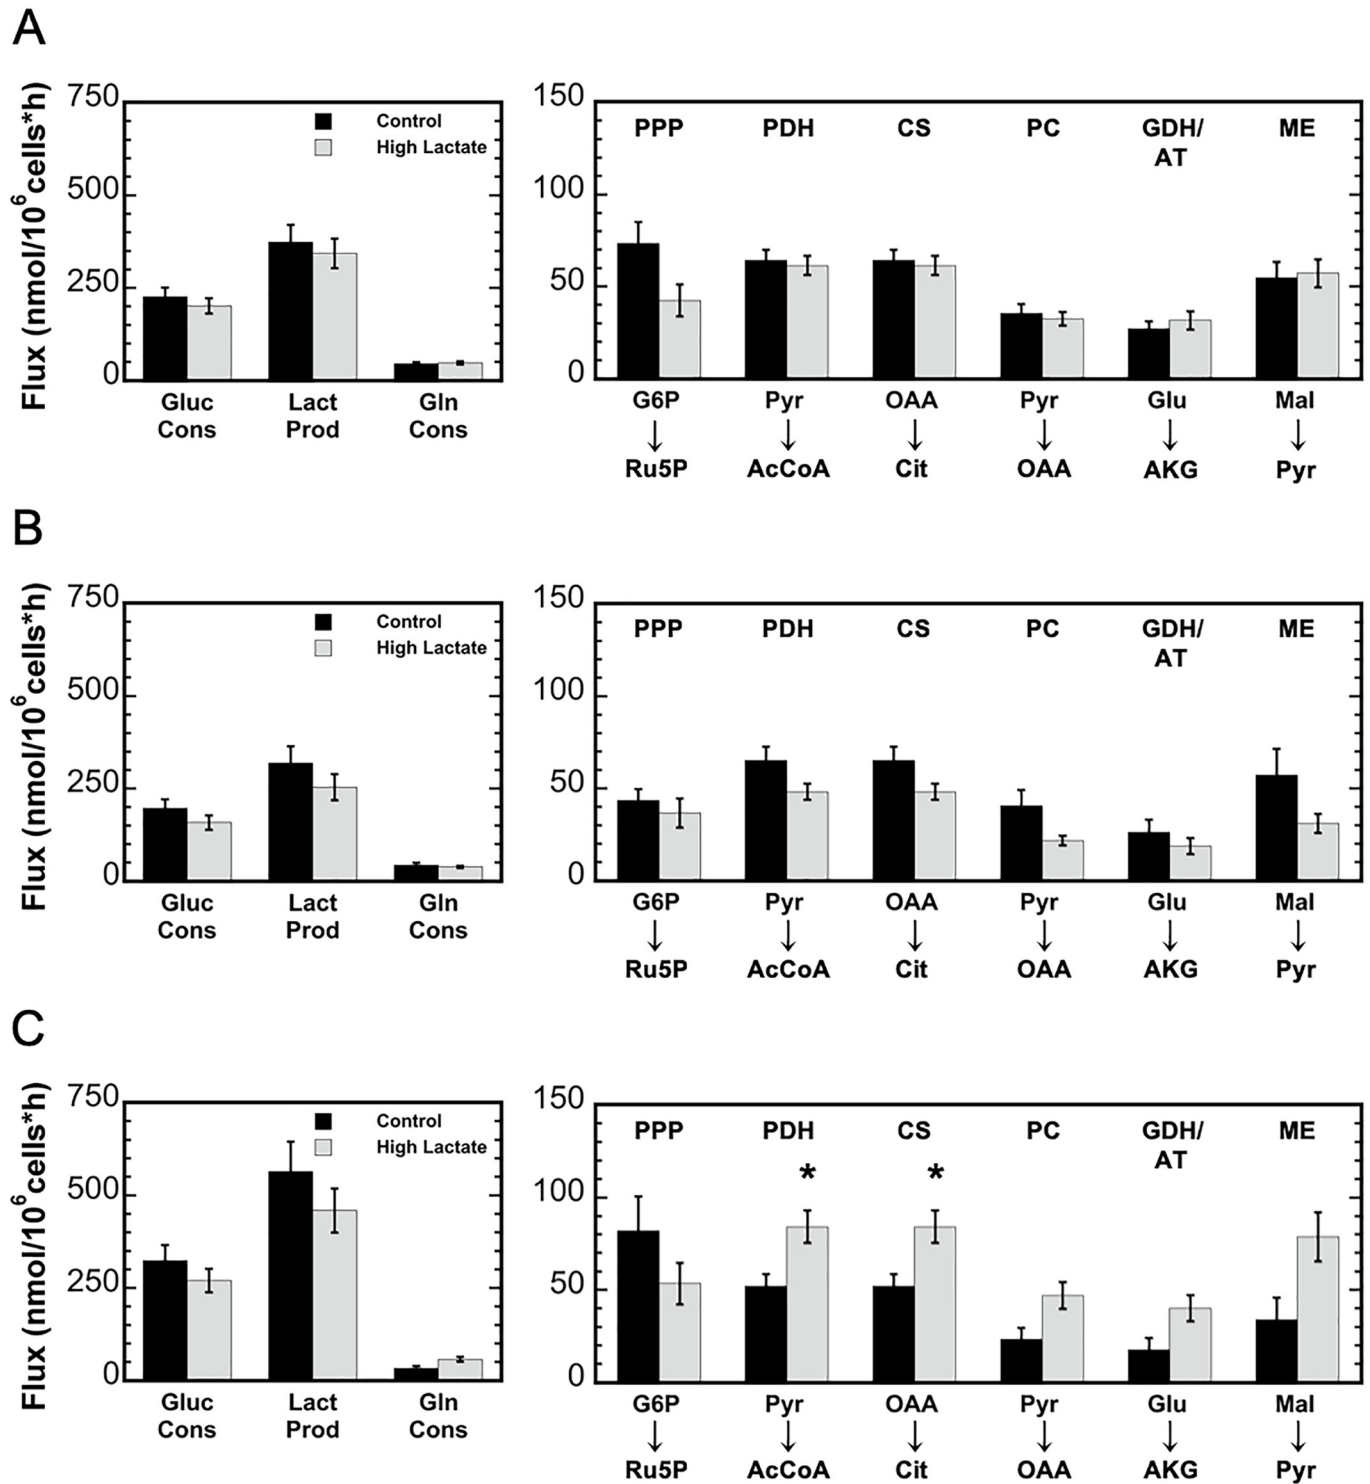 A
Flux (nmol/10⁶ cells*h)
750
500
250
0
Control
High Lactate
Gluc
Cons
Lact
Prod
Gln
Cons
150
100
50
0
PPP PDH CS PC GDH/ ME
AT
G6P Pyr OAA Pyr Glu Mal
↓ ↓ ↓ ↓ ↓ ↓
Ru5P AcCoA Cit OAA AKG Pyr
B
Flux (nmol/10⁶ cells*h)
750
500
250
0
Control
High Lactate
Gluc
Cons
Lact
Prod
Gln
Cons
150
100
50
0
PPP PDH CS PC GDH/ ME
AT
G6P Pyr OAA Pyr Glu Mal
↓ ↓ ↓ ↓ ↓ ↓
Ru5P AcCoA Cit OAA AKG Pyr
C
Flux (nmol/10⁶ cells*h)
750
500
250
0
Control
High Lactate
Gluc
Cons
Lact
Prod
Gln
Cons
150
100
50
0
PPP PDH CS PC GDH/ ME
AT
* *
G6P Pyr OAA Pyr Glu Mal
↓ ↓ ↓ ↓ ↓ ↓
Ru5P AcCoA Cit OAA AKG Pyr